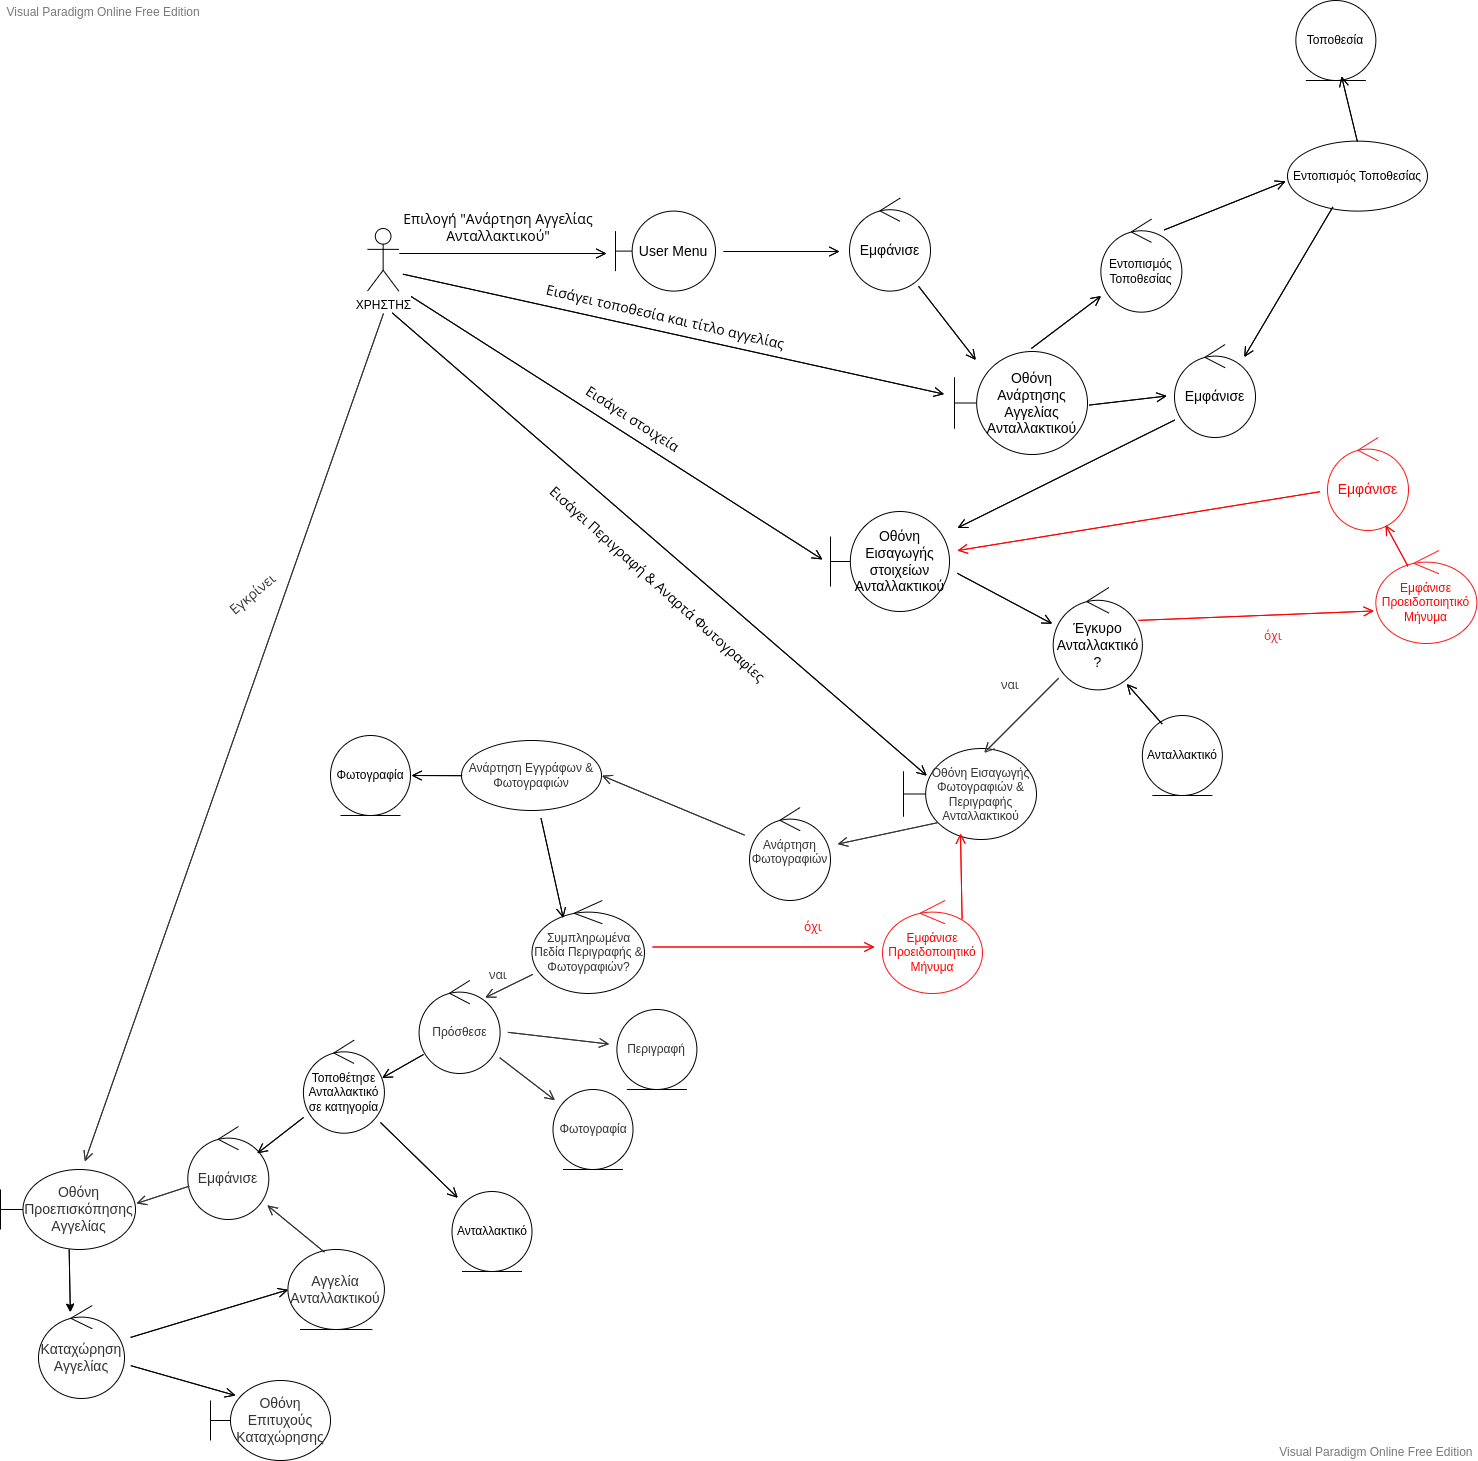 Visual Paradigm Online Free Edition
Τοποθεσία
Εντοπισμός Τοποθεσίας
Επιλογή "Ανάρτηση Αγγελίας
Ανταλλακτικού"
User Menu
Εμφάνισε
Εντοπισμός
Τοποθεσίας
ΧΡΗΣΤΗΣ
Εισάγει τοποθεσία και τίτλο αγγελίας
Οθόνη
Ανάρτησης
Αγγελίας
Ανταλλακτικού
Εμφάνισε
Εισάγει στοιχεία
Εμφάνισε
Εισάγει Περιγραφή & Αναρτά Φωτογραφίες
Οθόνη
Εισαγωγής
στοιχείων
Ανταλλακτικού
Εγκρίνει
Εμφάνισε
Προειδοποιητικό
Μήνυμα
Έγκυρο
Ανταλλακτικό
?
όχι
ναι
Ανταλλακτικό
Φωτογραφία
Ανάρτηση Εγγράφων &
Φωτογραφιών
Οθόνη Εισαγωγής
Φωτογραφιών &
Περιγραφής
Ανταλλακτικού
Ανάρτηση
Φωτογραφιών
Συμπληρωμένα
Πεδία Περιγραφής &
Φωτογραφιών?
όχι
Εμφάνισε
Προειδοποιητικό
Μήνυμα
ναι
Πρόσθεσε
Περιγραφή
Τοποθέτησε
Ανταλλακτικό
σε κατηγορία
Φωτογραφία
Εμφάνισε
Οθόνη
Προεπισκόπησης
Αγγελίας
Ανταλλακτικό
Αγγελία
Ανταλλακτικού
Καταχώρηση
Αγγελίας
Οθόνη
Επιτυχούς
Καταχώρησης
Visual Paradigm Online Free Edition